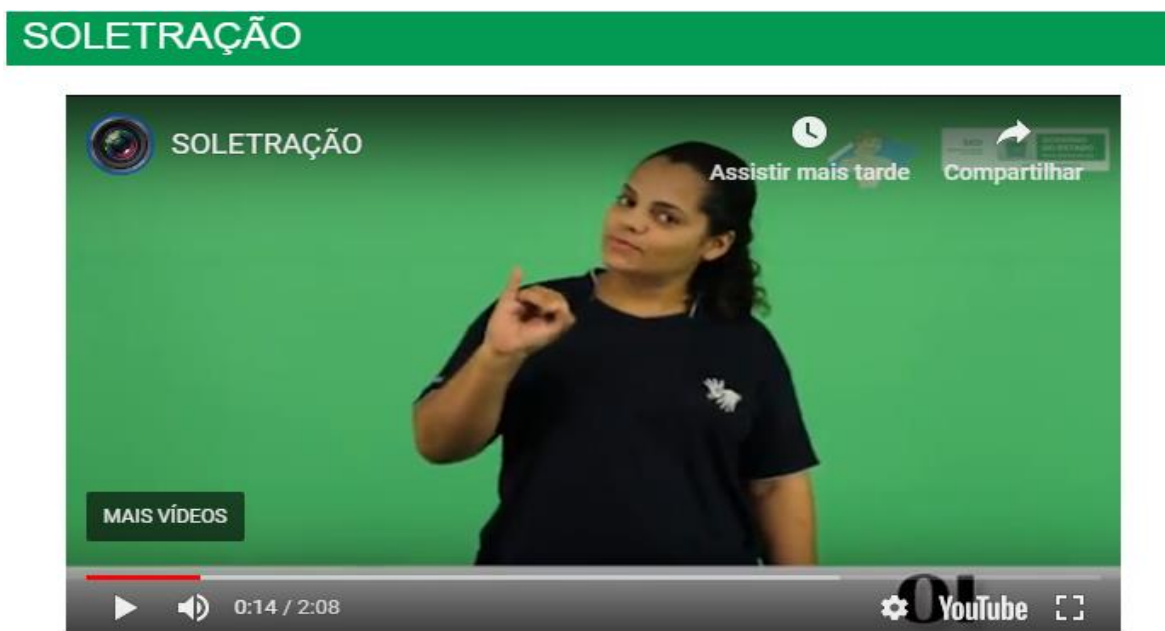 SOLETRAÇÃO
SOLETRAÇÃO
Assistir mais tarde
Compartilhar
MAIS VÍDEOS
0:14 / 2:08
YouTube